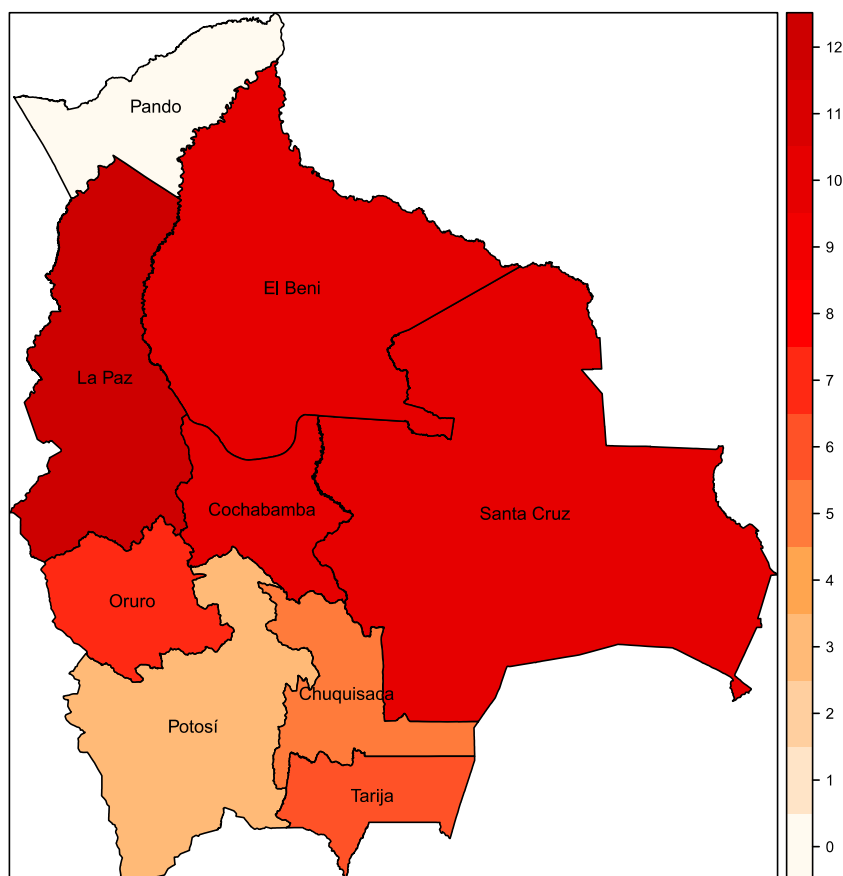 Pando
El Beni
La Paz
Cochabamba
Santa Cruz
Oruro
Chuquisaca
Potosí
Tarija
12
11
10
9
8
7
6
5
4
3
2
1
0